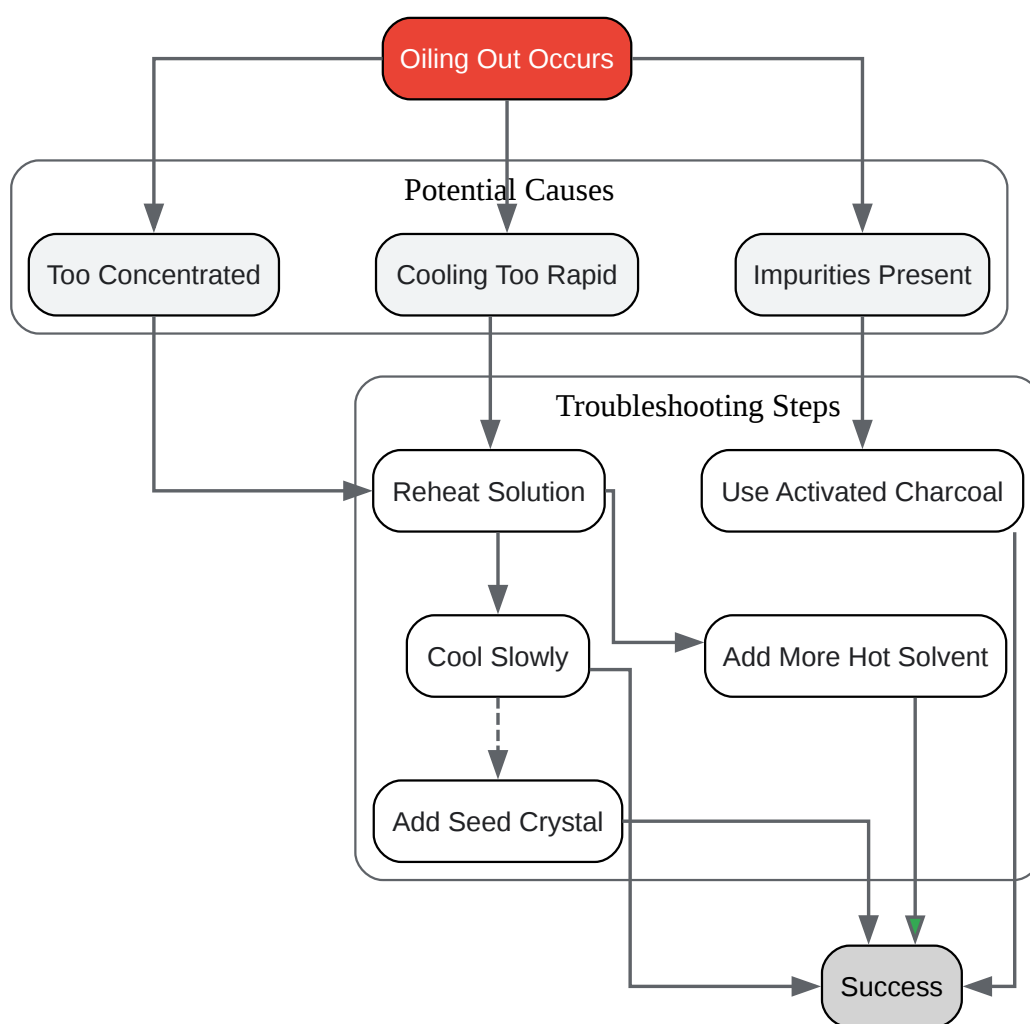 Oiling Out Occurs
Potential Causes
Too Concentrated
Cooling Too Rapid
Impurities Present
Troubleshooting Steps
Reheat Solution
Use Activated Charcoal
Cool Slowly
Add More Hot Solvent
Add Seed Crystal
Success